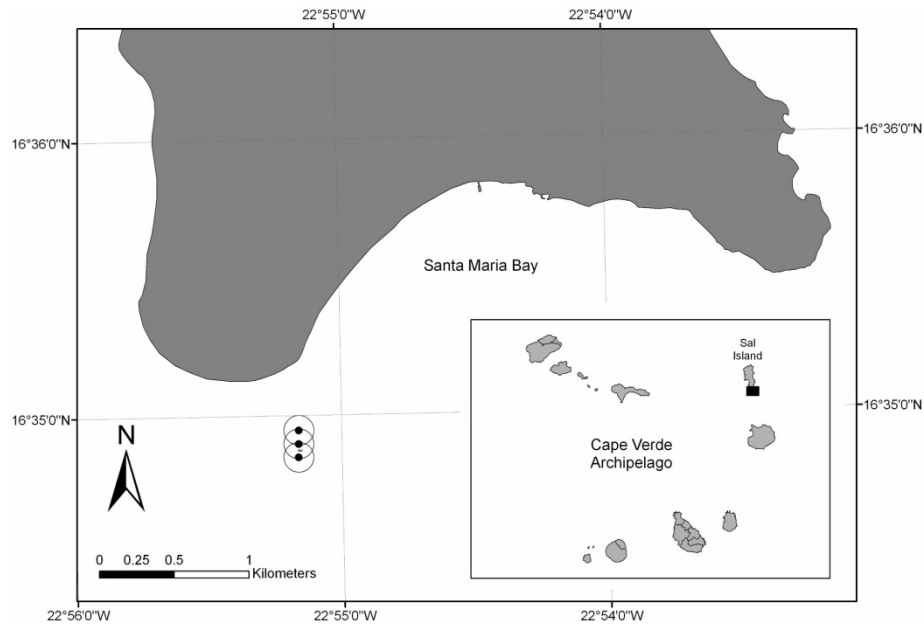 22°55'0"W 22°54'0"W
16°36'0"N 16°36'0"N
Santa Maria Bay
Sal
Island
16°35'0"N 16°35'0"N
Cape Verde
Archipelago
N
0 0.25 0.5 1
Kilometers
22°56'0"W 22°55'0"W 22°54'0"W